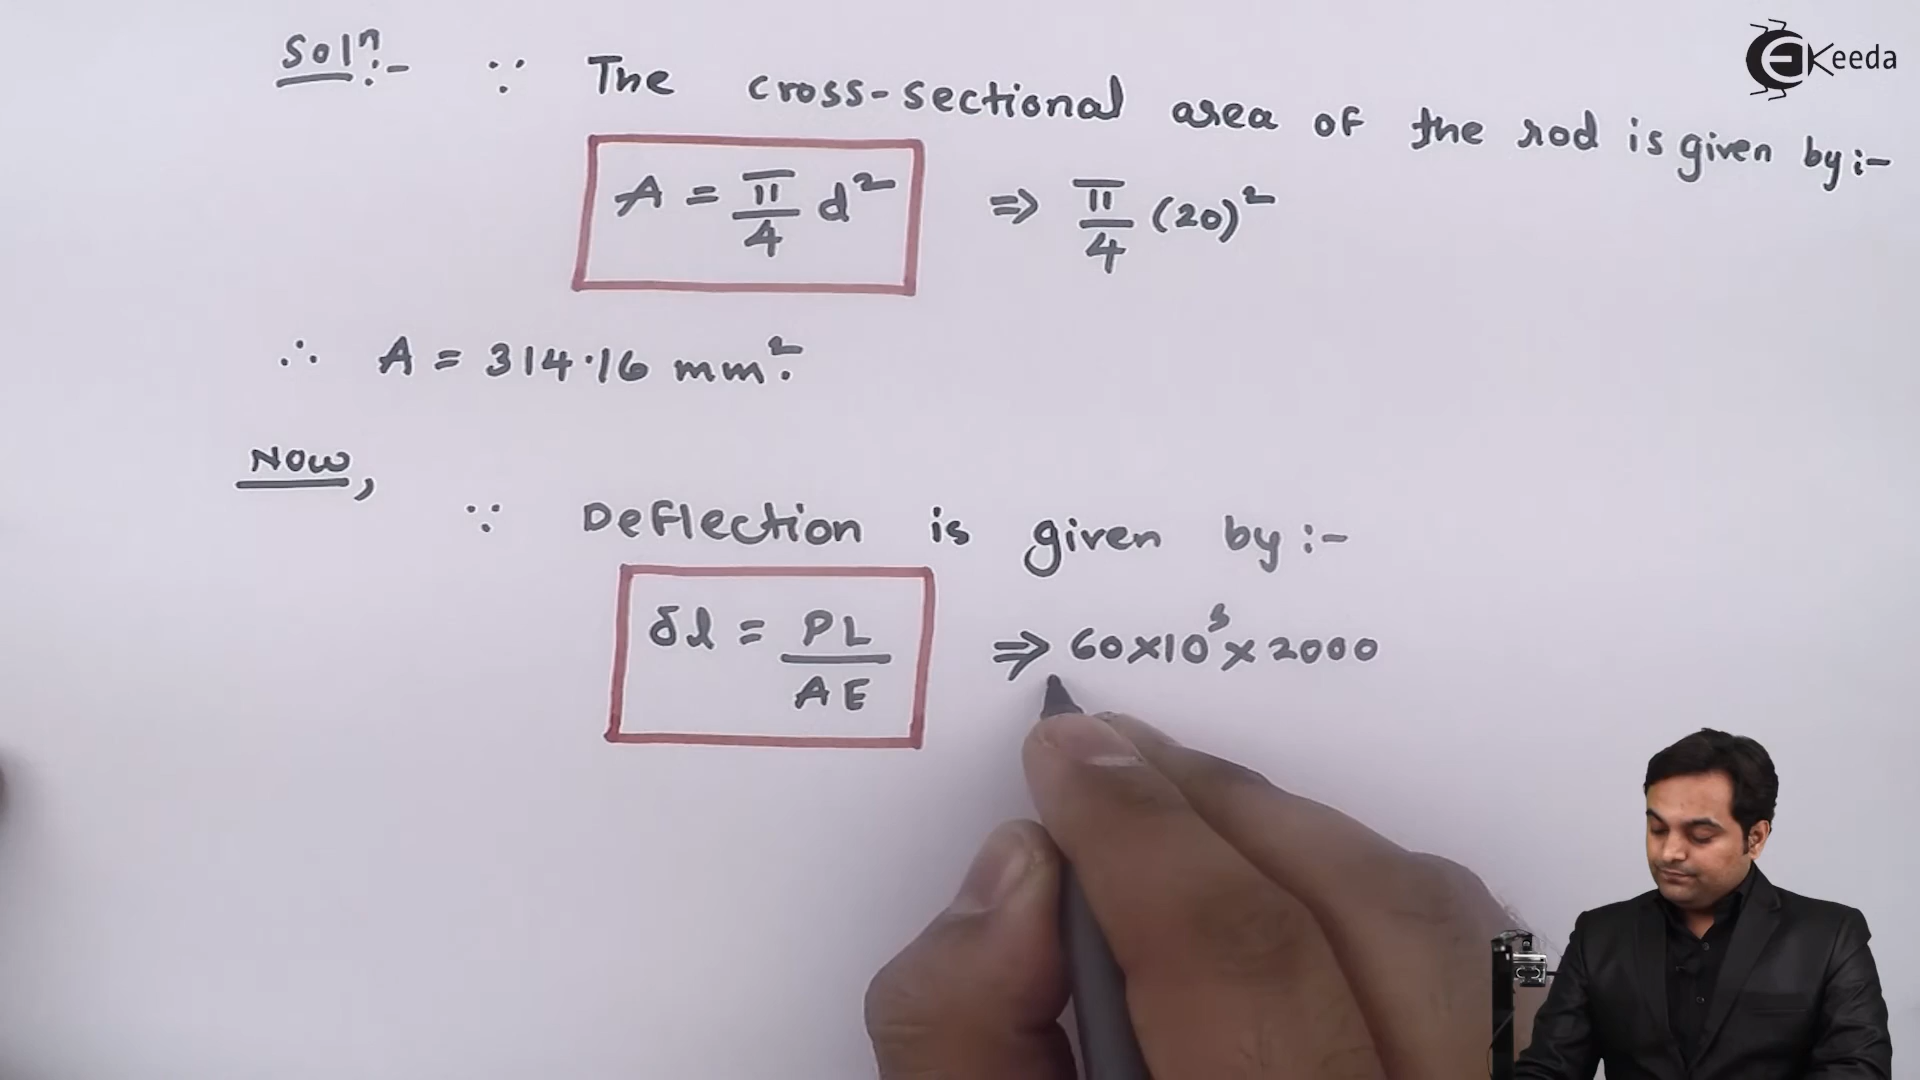 EKeeda
Solⁿ:- ∵ The cross-sectional area of the rod is given by:-
A = π/4 d² ⇒ π/4 (20)²
∴ A = 314.16 mm².
Now,
∵ Deflection is given by:-
δl = PL/AE ⇒ 60×10³×2000